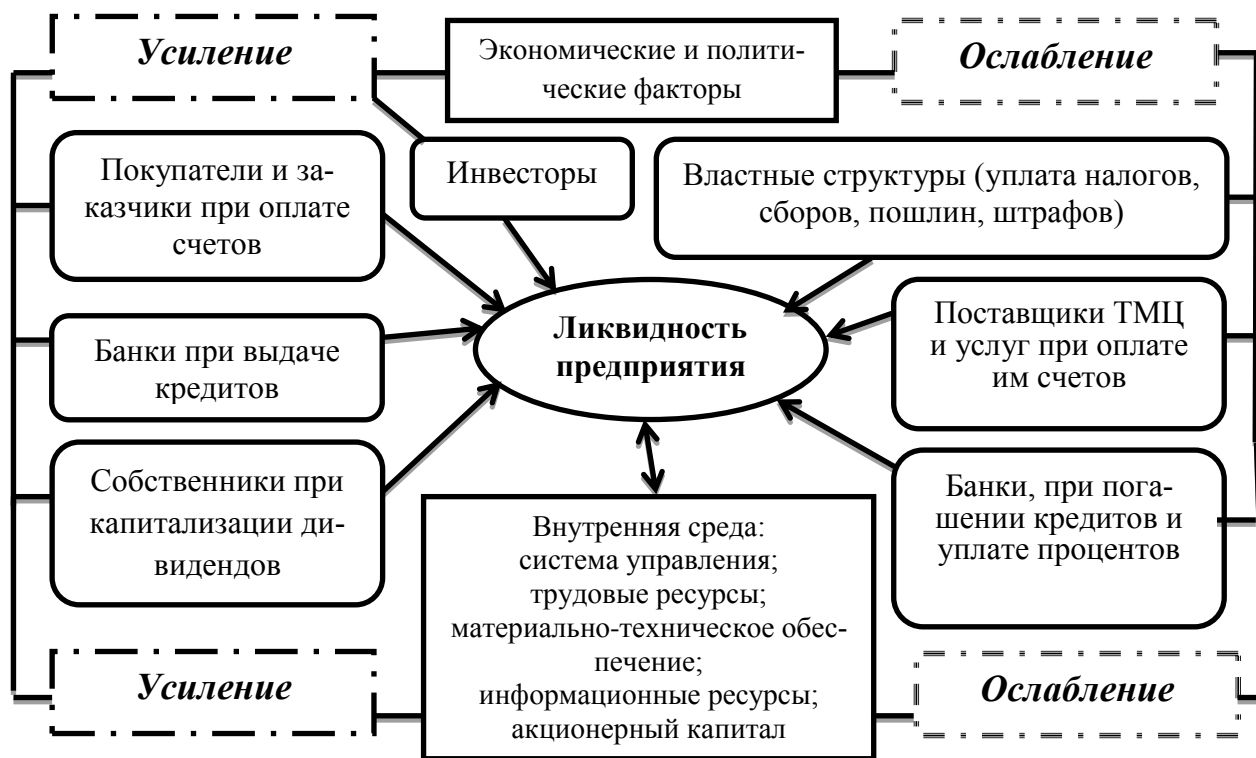 Усиление
Экономические и полити-
ческие факторы
Ослабление
Покупатели и за-
казчики при оплате
счетов
Инвесторы
Властные структуры (уплата налогов,
сборов, пошлин, штрафов)
Ликвидность
предприятия
Банки при выдаче
кредитов
Поставщики ТМЦ
и услуг при оплате
им счетов
Собственники при
капитализации ди-
видендов
Внутренняя среда:
система управления;
трудовые ресурсы;
материально-техническое обес-
печение;
информационные ресурсы;
акционерный капитал
Банки, при пога-
шении кредитов и
уплате процентов
Усиление
Ослабление